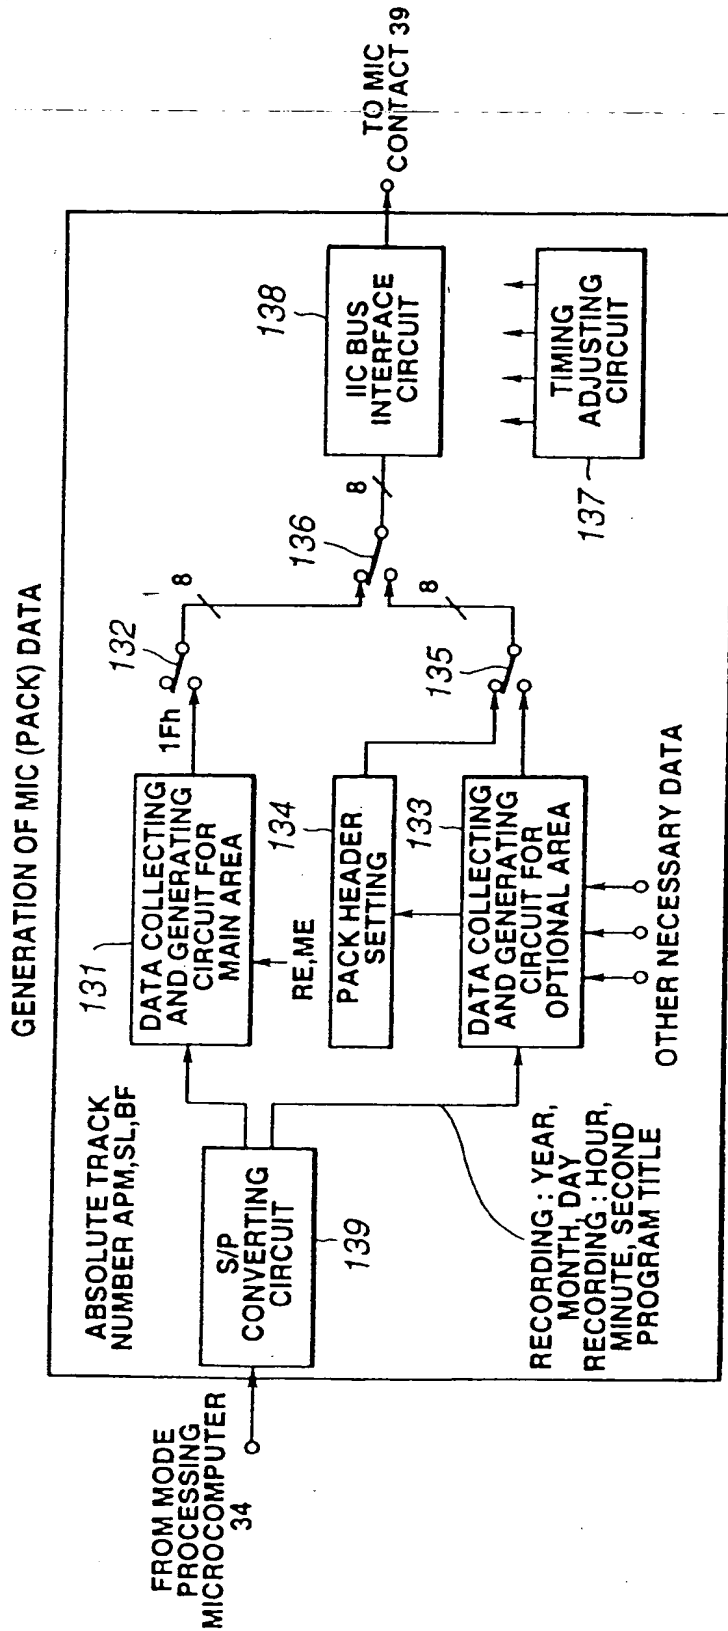 GENERATION OF MIC (PACK) DATA
FROM MODE
PROCESSING
MICROCOMPUTER
34
ABSOLUTE TRACK
NUMBER APM,SL,BF
S/P
CONVERTING
CIRCUIT
139
RECORDING : YEAR,
MONTH, DAY
RECORDING : HOUR,
MINUTE, SECOND
PROGRAM TITLE
131
DATA COLLECTING
AND GENERATING
CIRCUIT FOR
MAIN AREA
RE,ME
134
PACK HEADER
SETTING
133
DATA COLLECTING
AND GENERATING
CIRCUIT FOR
OPTIONAL AREA
OTHER NECESSARY DATA
1Fh
132
8
135
8
136
8
138
IIC BUS
INTERFACE
CIRCUIT
TIMING
ADJUSTING
CIRCUIT
137
TO MIC
CONTACT 39